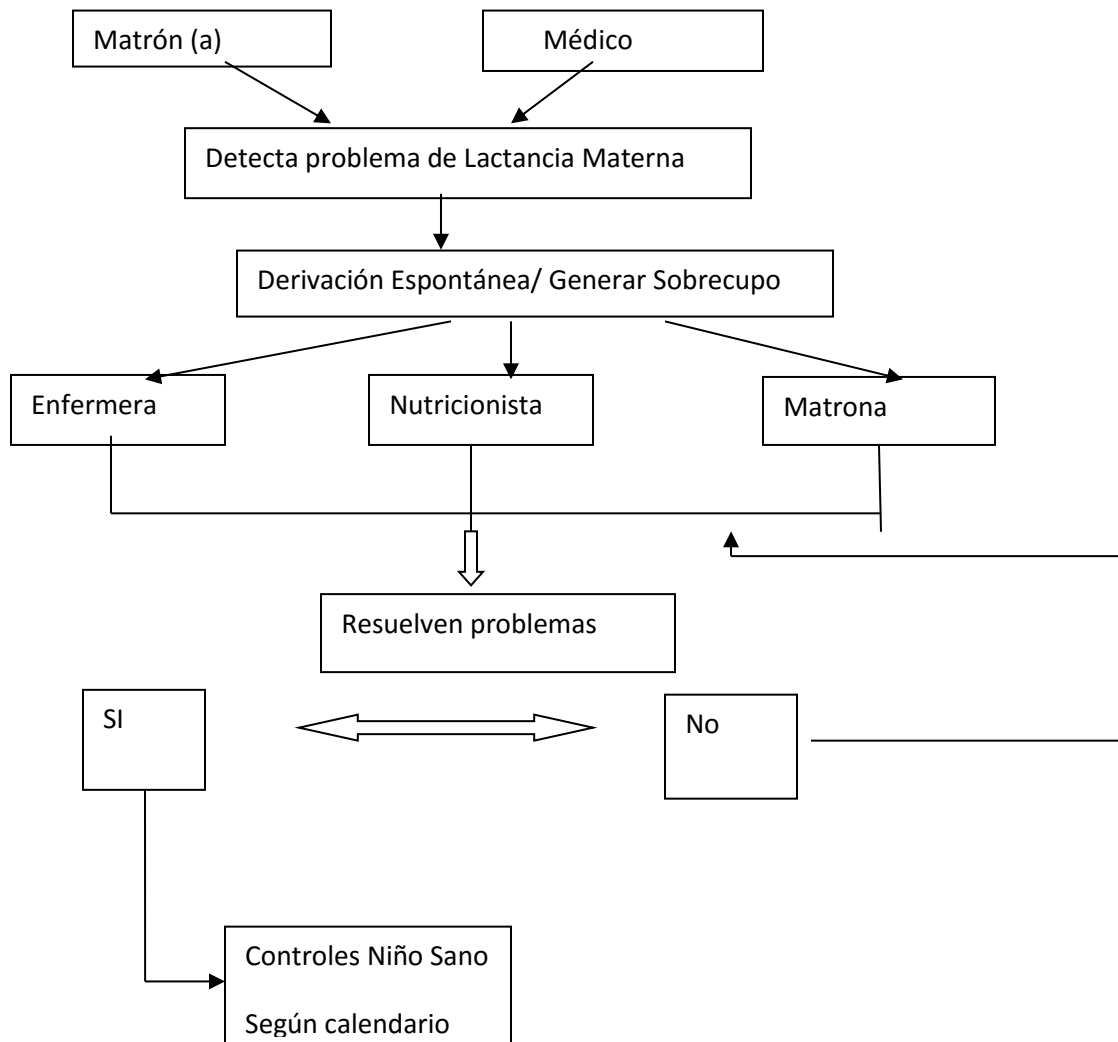 Matrón (a)
Médico
Detecta problema de Lactancia Materna
Derivación Espontánea/ Generar Sobrecupo
Enfermera
Nutricionista
Matrona
Resuelven problemas
SI
No
Controles Niño Sano
Según calendario